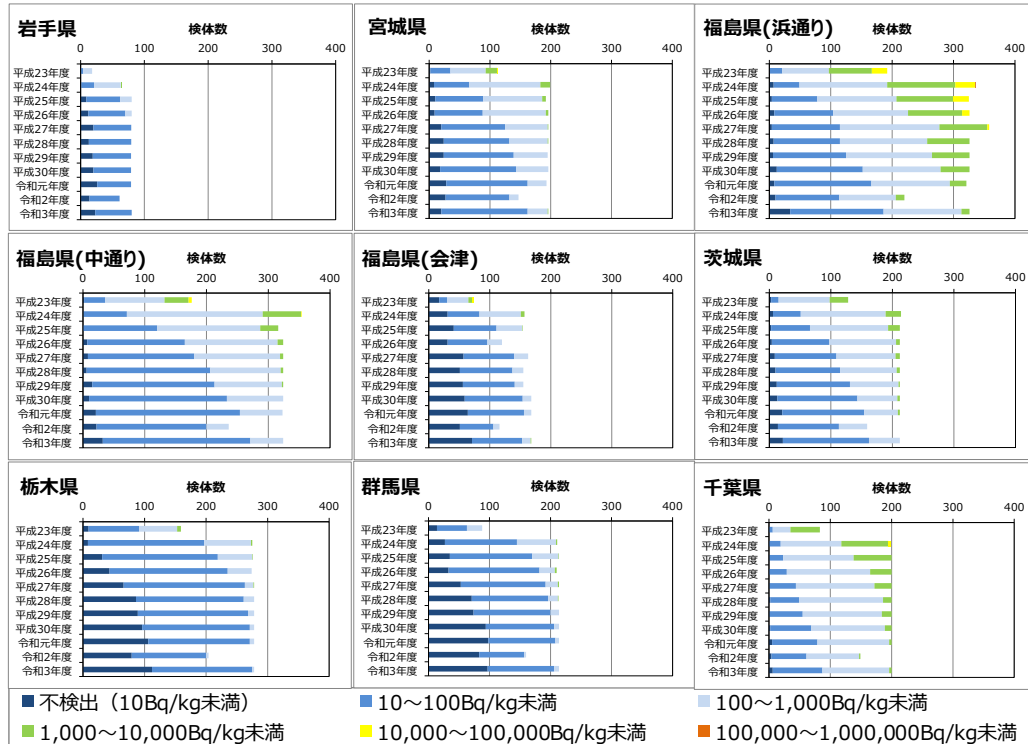 岩手県
検体数
0 100 200 300 400
平成23年度
平成24年度
平成25年度
平成26年度
平成27年度
平成28年度
平成29年度
平成30年度
令和元年度
令和2年度
令和3年度
宮城県
検体数
0 100 200 300 400
平成23年度
平成24年度
平成25年度
平成26年度
平成27年度
平成28年度
平成29年度
平成30年度
令和元年度
令和2年度
令和3年度
福島県(浜通り)
検体数
0 100 200 300 400
平成23年度
平成24年度
平成25年度
平成26年度
平成27年度
平成28年度
平成29年度
平成30年度
令和元年度
令和2年度
令和3年度
福島県(中通り)
検体数
0 100 200 300 400
平成23年度
平成24年度
平成25年度
平成26年度
平成27年度
平成28年度
平成29年度
平成30年度
令和元年度
令和2年度
令和3年度
福島県(会津)
検体数
0 100 200 300 400
平成23年度
平成24年度
平成25年度
平成26年度
平成27年度
平成28年度
平成29年度
平成30年度
令和元年度
令和2年度
令和3年度
茨城県
検体数
0 100 200 300 400
平成23年度
平成24年度
平成25年度
平成26年度
平成27年度
平成28年度
平成29年度
平成30年度
令和元年度
令和2年度
令和3年度
栃木県
検体数
0 100 200 300 400
平成23年度
平成24年度
平成25年度
平成26年度
平成27年度
平成28年度
平成29年度
平成30年度
令和元年度
令和2年度
令和3年度
群馬県
検体数
0 100 200 300 400
平成23年度
平成24年度
平成25年度
平成26年度
平成27年度
平成28年度
平成29年度
平成30年度
令和元年度
令和2年度
令和3年度
千葉県
検体数
0 100 200 300 400
平成23年度
平成24年度
平成25年度
平成26年度
平成27年度
平成28年度
平成29年度
平成30年度
令和元年度
令和2年度
令和3年度
不検出（10Bq/kg未満） 10～100Bq/kg未満 100～1,000Bq/kg未満
1,000～10,000Bq/kg未満 10,000～100,000Bq/kg未満 100,000～1,000,000Bq/kg未満